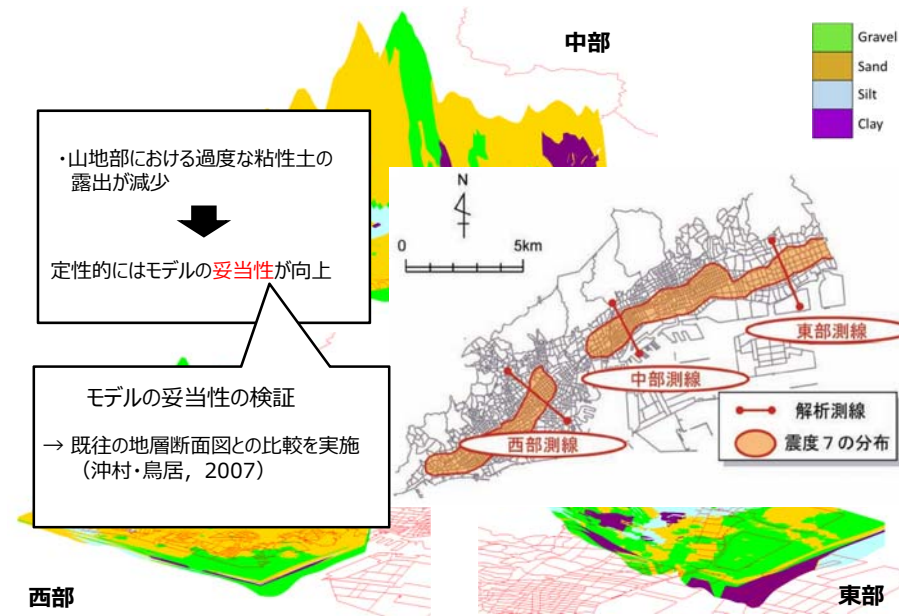 中部
Gravel
Sand
Silt
Clay
・山地部における過度な粘性土の
露出が減少
定性的にはモデルの妥当性が向上
モデルの妥当性の検証
→ 既往の地層断面図との比較を実施
（沖村・鳥居，2007）
N
0 5km
東部測線
中部測線
西部測線
解析測線
震度７の分布
西部
東部